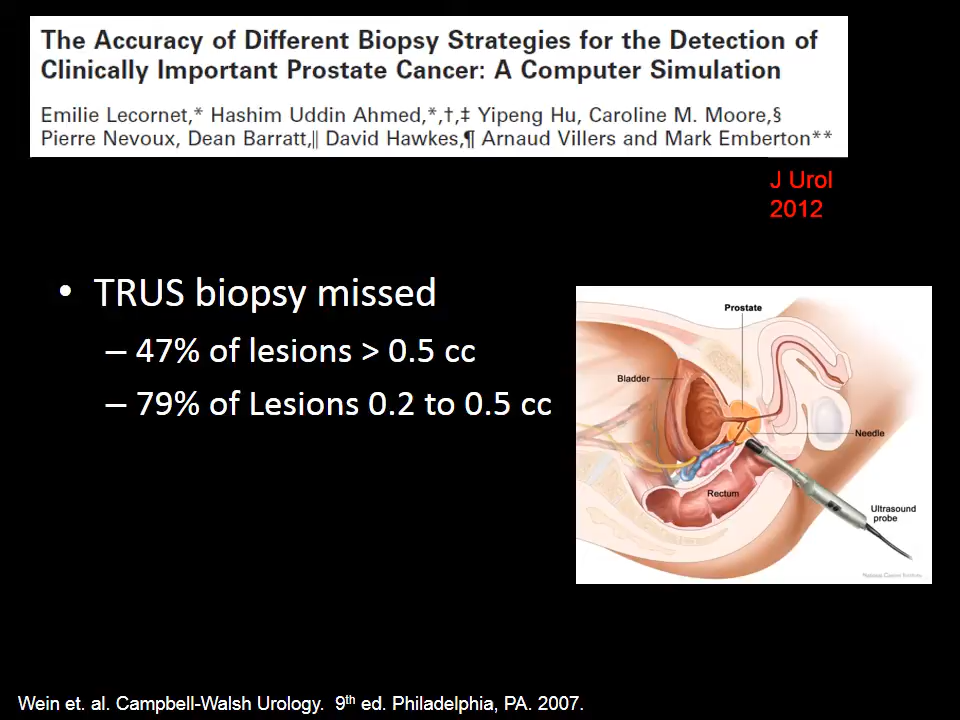 The Accuracy of Different Biopsy Strategies for the Detection of
Clinically Important Prostate Cancer: A Computer Simulation
Emilie Lecornet,* Hashim Uddin Ahmed,*,†,‡ Yipeng Hu, Caroline M. Moore,§
Pierre Nevoux, Dean Barratt,|| David Hawkes,¶ Arnaud Villers and Mark Emberton**
J Urol
2012
• TRUS biopsy missed
– 47% of lesions > 0.5 cc
– 79% of Lesions 0.2 to 0.5 cc
Prostate
Bladder
Needle
Rectum
Ultrasound
probe
National Cancer Institute
Wein et. al. Campbell-Walsh Urology. 9th ed. Philadelphia, PA. 2007.